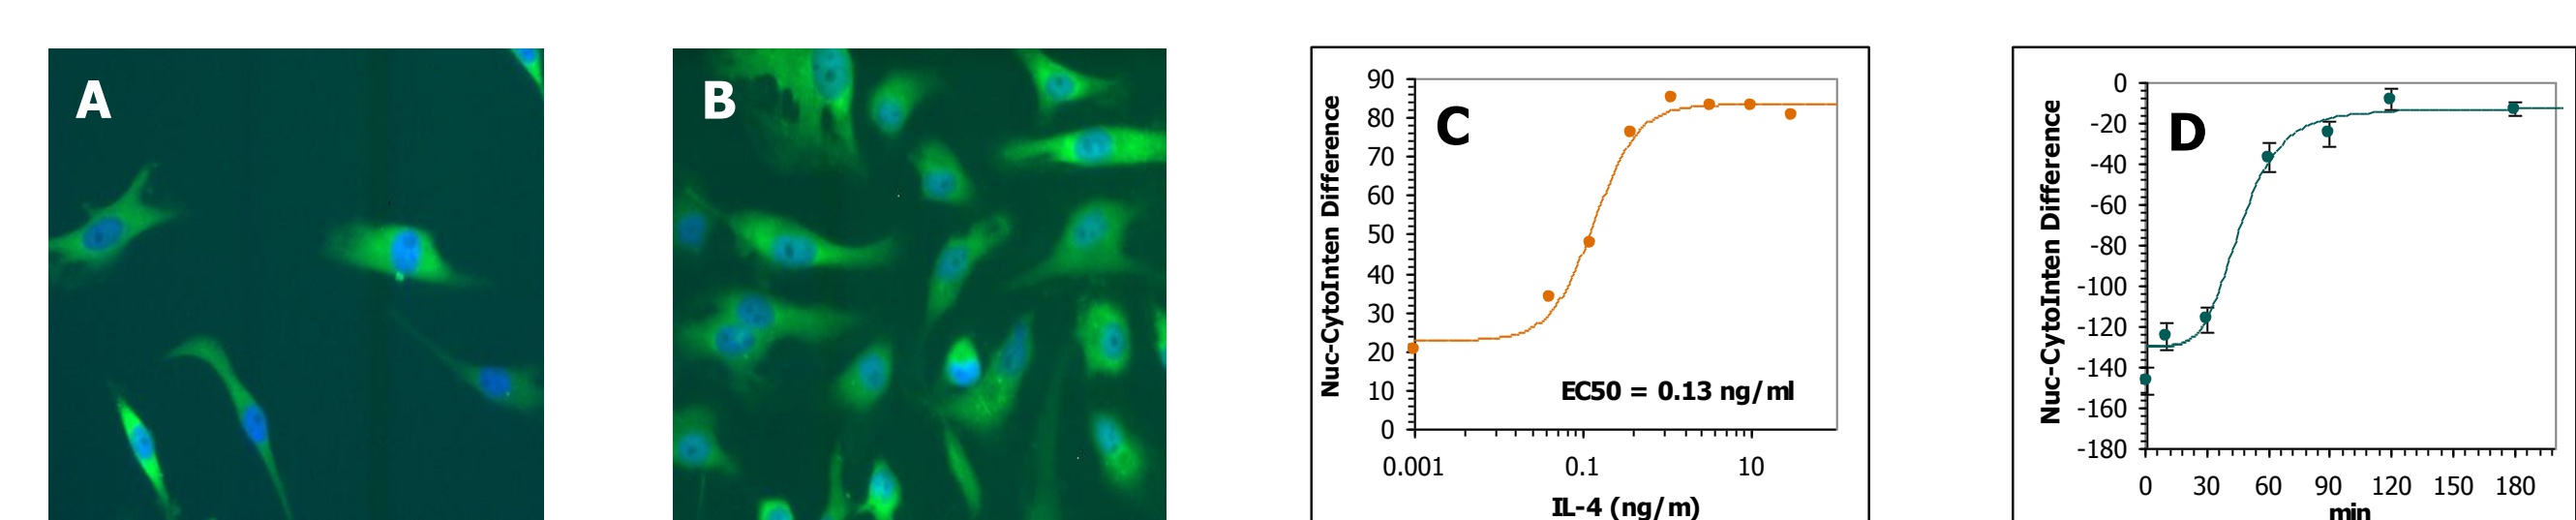 A
B
C
Nuc-CytoInten Difference
90
80
70
60
50
40
30
20
10
0
EC50 = 0.13 ng/ml
0.001 0.1 10
IL-4 (ng/m)
D
Nuc-CytoInten Difference
0
-20
-40
-60
-80
-100
-120
-140
-160
-180
0 30 60 90 120 150 180
min